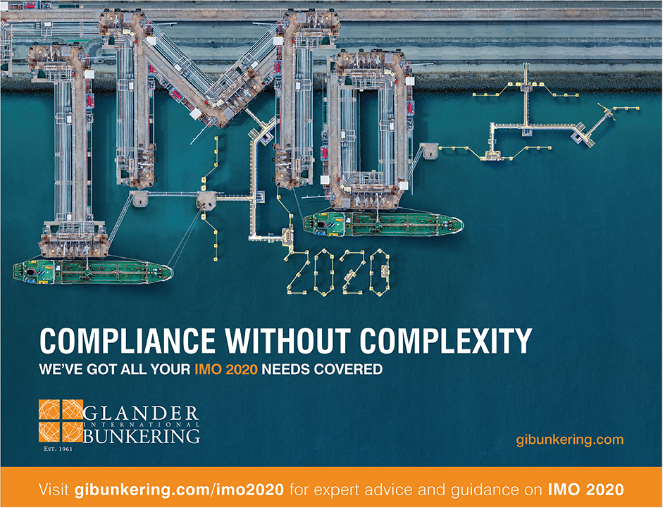 IMO
2020
COMPLIANCE WITHOUT COMPLEXITY
WE'VE GOT ALL YOUR IMO 2020 NEEDS COVERED
GLANDER
INTERNATIONAL
BUNKERING
EST. 1961
gibunkering.com
Visit gibunkering.com/imo2020 for expert advice and guidance on IMO 2020